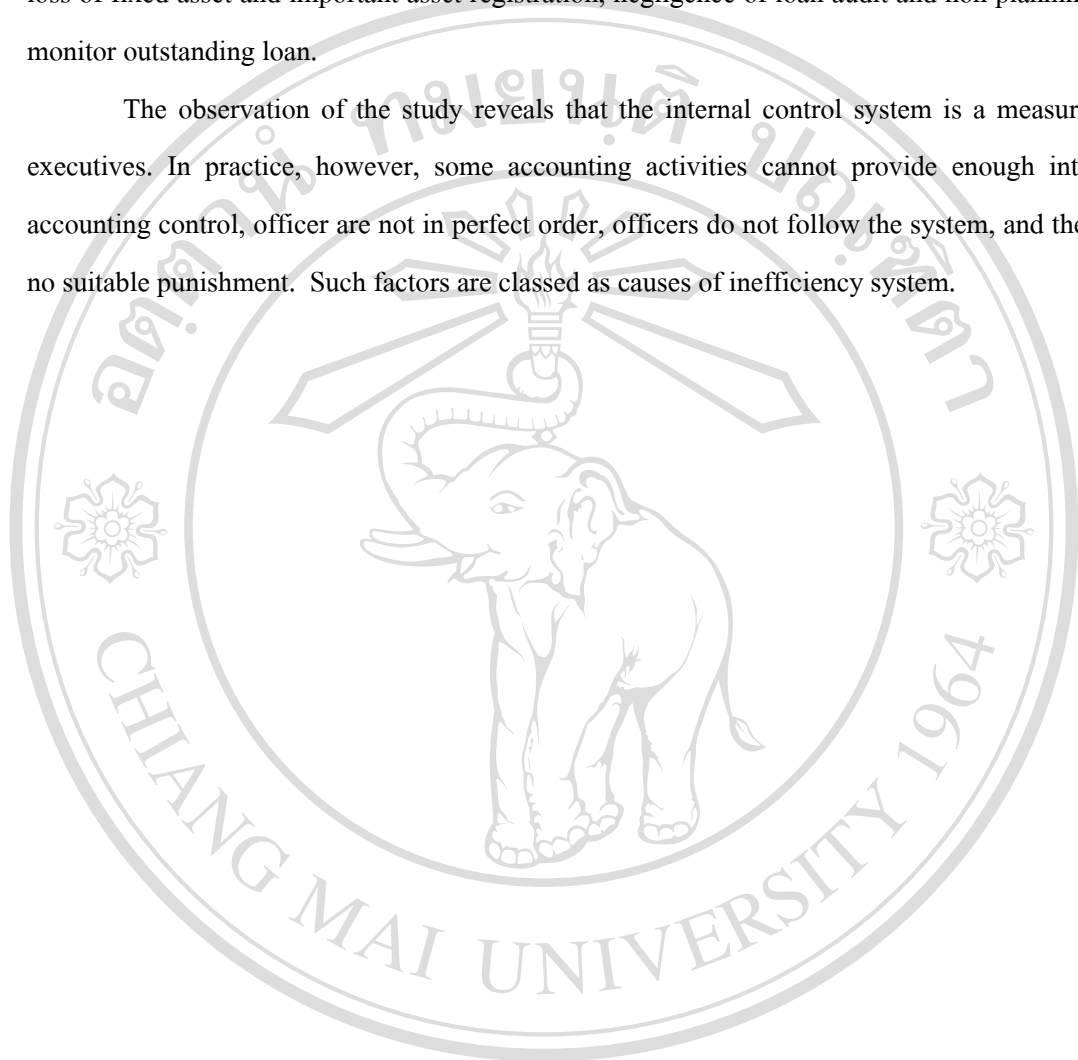 loss of fixed asset and important asset registration, negligence of loan audit and non
monitor outstanding loan.
The observation of the study reveals that the internal control system is a measur
executives. In practice, however, some accounting activities cannot provide enough int
accounting control, officer are not in perfect order, officers do not follow the system, and the
no suitable punishment. Such factors are classed as causes of inefficiency system.
CHIANG MAI UNIVERSITY 1964